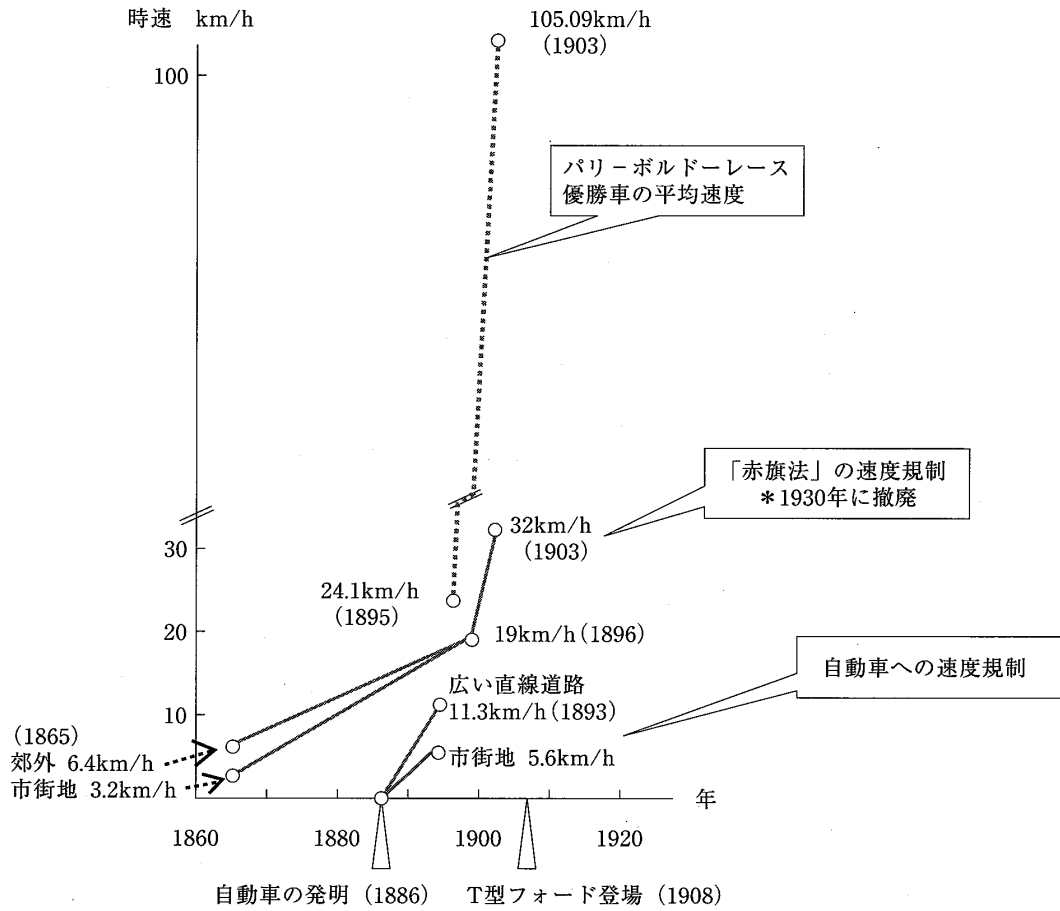 時速 km/h
105.09km/h
(1903)
100
パリ－ボルドーレース
優勝車の平均速度
「赤旗法」の速度規制
＊1930年に撤廃
32km/h
(1903)
30
24.1km/h
(1895)
20
19km/h(1896)
自動車への速度規制
広い直線道路
11.3km/h(1893)
10
(1865)
郊外 6.4km/h
市街地 3.2km/h
市街地 5.6km/h
年
1860 1880 1900 1920
自動車の発明 (1886) T型フォード登場 (1908)